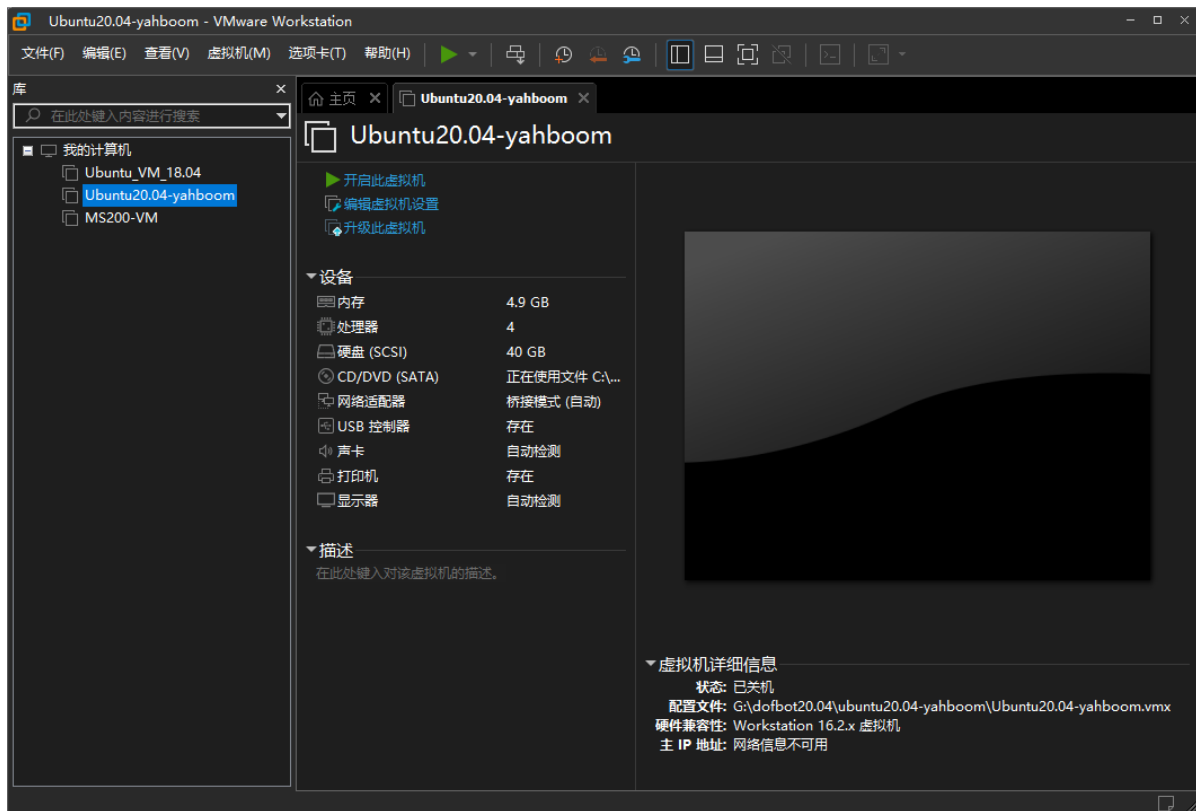 Ubuntu20.04-yahboom - VMware Workstation
文件(F) 编辑(E) 查看(V) 虚拟机(M) 选项卡(T) 帮助(H)
库
在此处键入内容进行搜索
我的计算机
Ubuntu_VM_18.04
Ubuntu20.04-yahboom
MS200-VM
主页
Ubuntu20.04-yahboom
Ubuntu20.04-yahboom
开启此虚拟机
编辑虚拟机设置
升级此虚拟机
设备
内存 4.9 GB
处理器 4
硬盘 (SCSI) 40 GB
CD/DVD (SATA) 正在使用文件 C:\...
网络适配器 桥接模式 (自动)
USB 控制器 存在
声卡 自动检测
打印机 存在
显示器 自动检测
描述
在此处键入对该虚拟机的描述。
虚拟机详细信息
状态: 已关机
配置文件: G:\dofbot20.04\ubuntu20.04-yahboom\Ubuntu20.04-yahboom.vmx
硬件兼容性: Workstation 16.2.x 虚拟机
主 IP 地址: 网络信息不可用